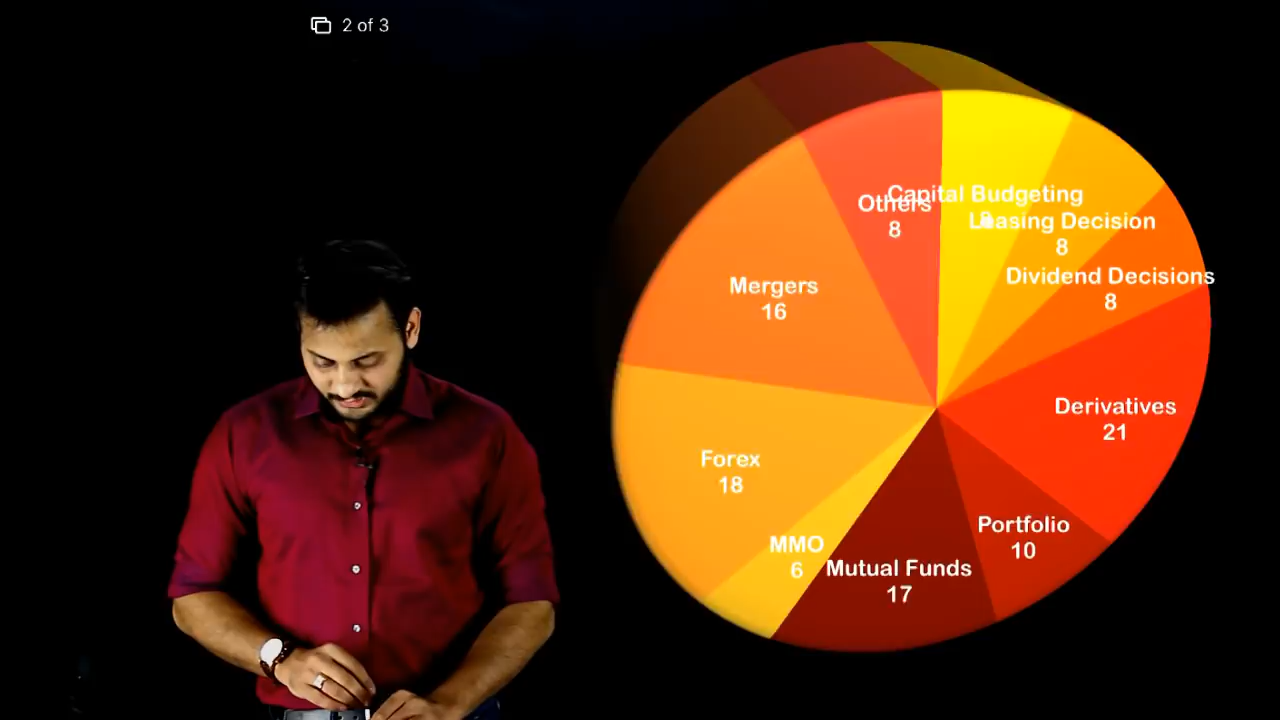 2 of 3
Capital Budgeting
8
Others
8
Leasing Decision
8
Dividend Decisions
8
Mergers
16
Derivatives
21
Forex
18
Portfolio
10
MMO
6
Mutual Funds
17